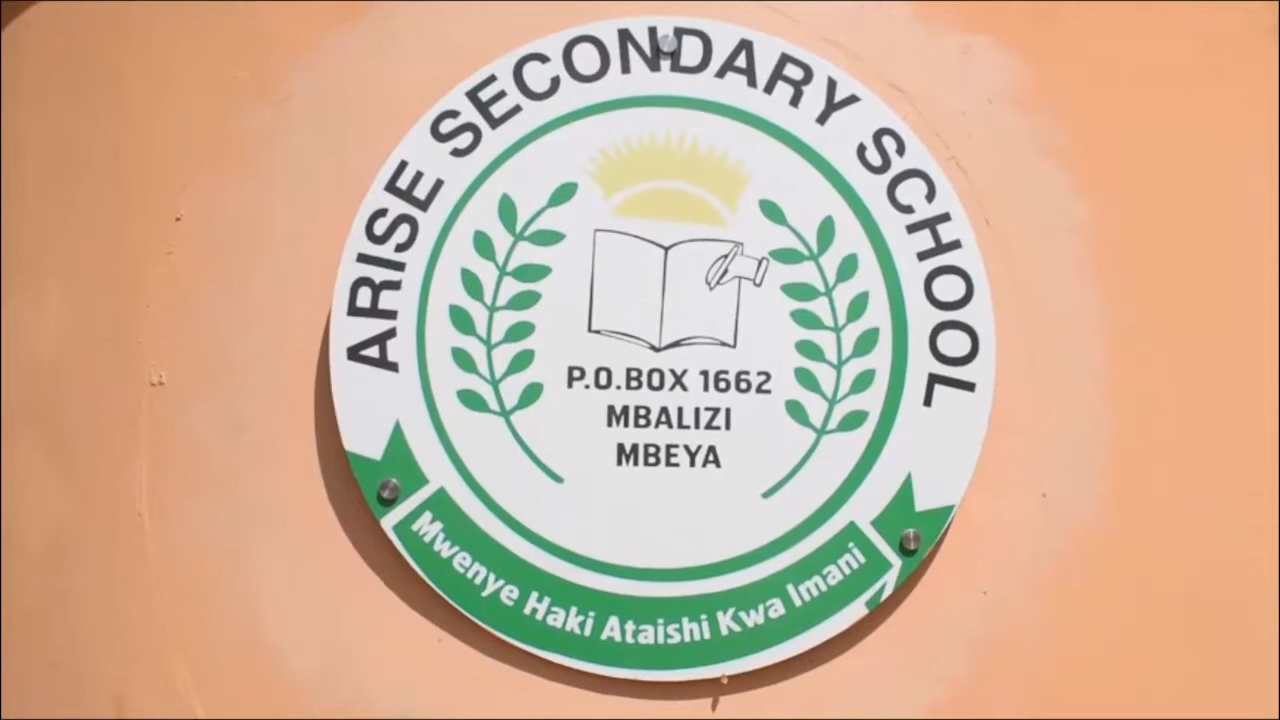 ARISE SECONDARY SCHOOL
P.O.BOX 1662
MBALIZI
MBEYA
Mwenye Haki Ataishi Kwa Imani